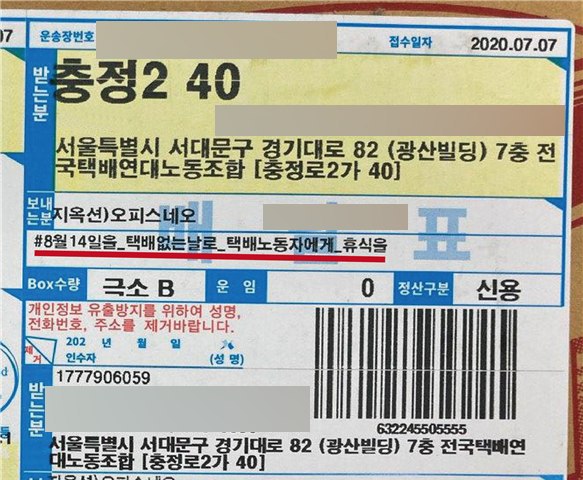 07
운송장번호
접수일자 2020.07.07
받는분
충정2 40
서울특별시 서대문구 경기대로 82 (광산빌딩) 7층 전
국택배연대노동조합 [충정로2가 40]
보내는분
지옥션)오피스네오
배달표
#8월14일을_택배없는날로_택배노동자에게_휴식을
Box수량 극소 B 운 임 0 정산구분 신용
개인정보 유출방지를 위하여 성명,
전화번호, 주소를 제거바랍니다.
제거
202 년 월 일
인수자 (성 명)
1777906059
632245505555
받는분
서울특별시 서대문구 경기대로 82 (광산빌딩) 7층 전국택배연
대노동조합 [충정로2가 40]